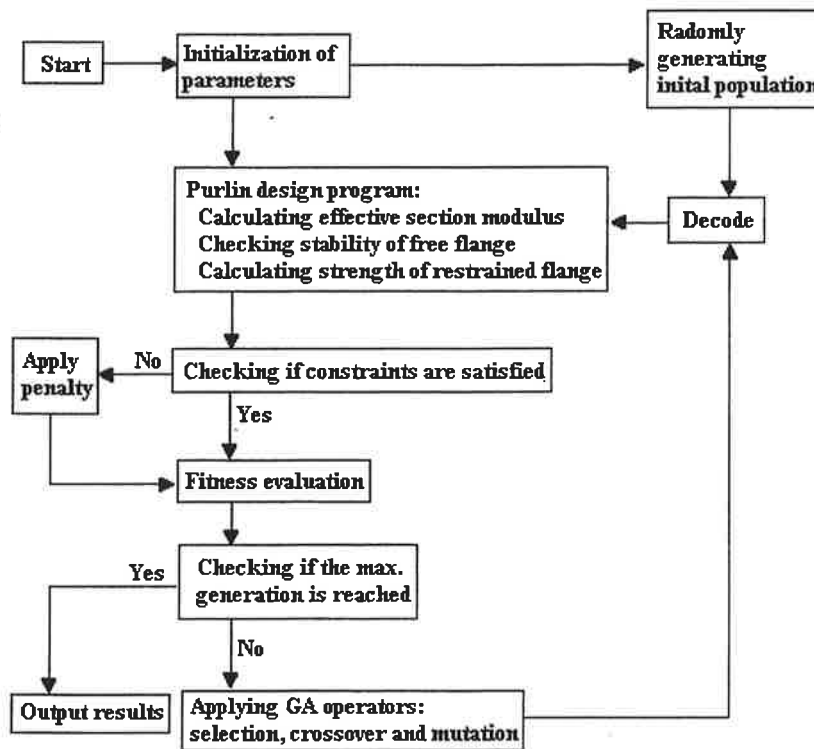 Start
Initialization of
parameters
Radomly
generating
inital population
Purlin design program:
Calculating effective section modulus
Checking stability of free flange
Calculating strength of restrained flange
Decode
Apply
penalty
No
Checking if constraints are satisfied
Yes
Fitness evaluation
Yes
Checking if the max.
generation is reached
No
Output results
Applying GA operators:
selection, crossover and mutation